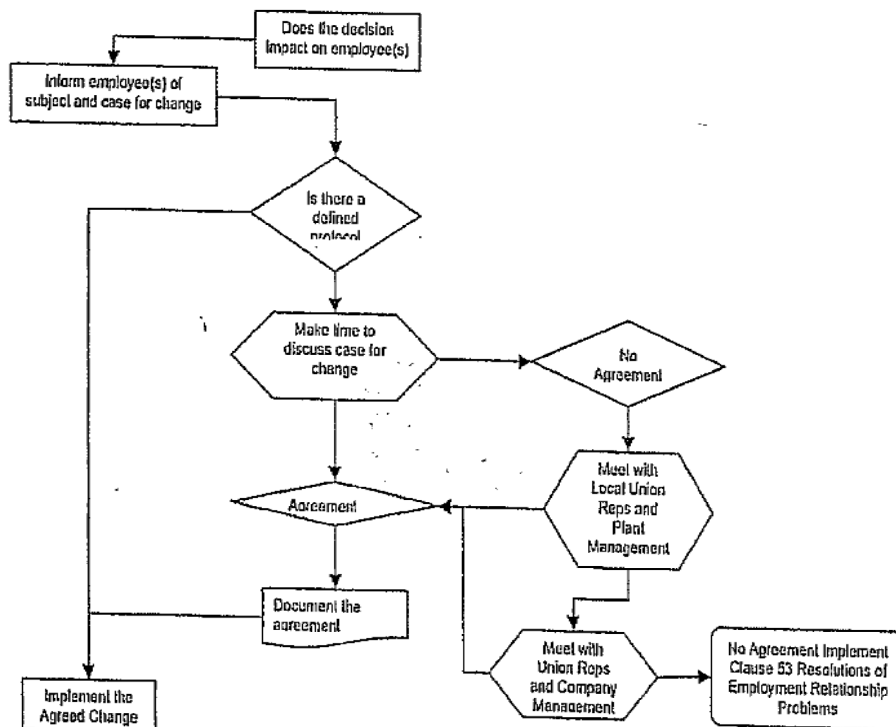 Does the decision
Impact on employee(s)
Inform employee(s) of
subject and case for change
Is there a
defined
protocol
Make time to
discuss case for
change
No
Agreement
Meet with
Local Union
Reps and
Plant
Management
Agreement
Document the
agreement
Meet with
Union Reps
and Company
Management
No Agreement Implement
Clause 53 Resolutions of
Employment Relationship
Problems
Implement the
Agreed Change